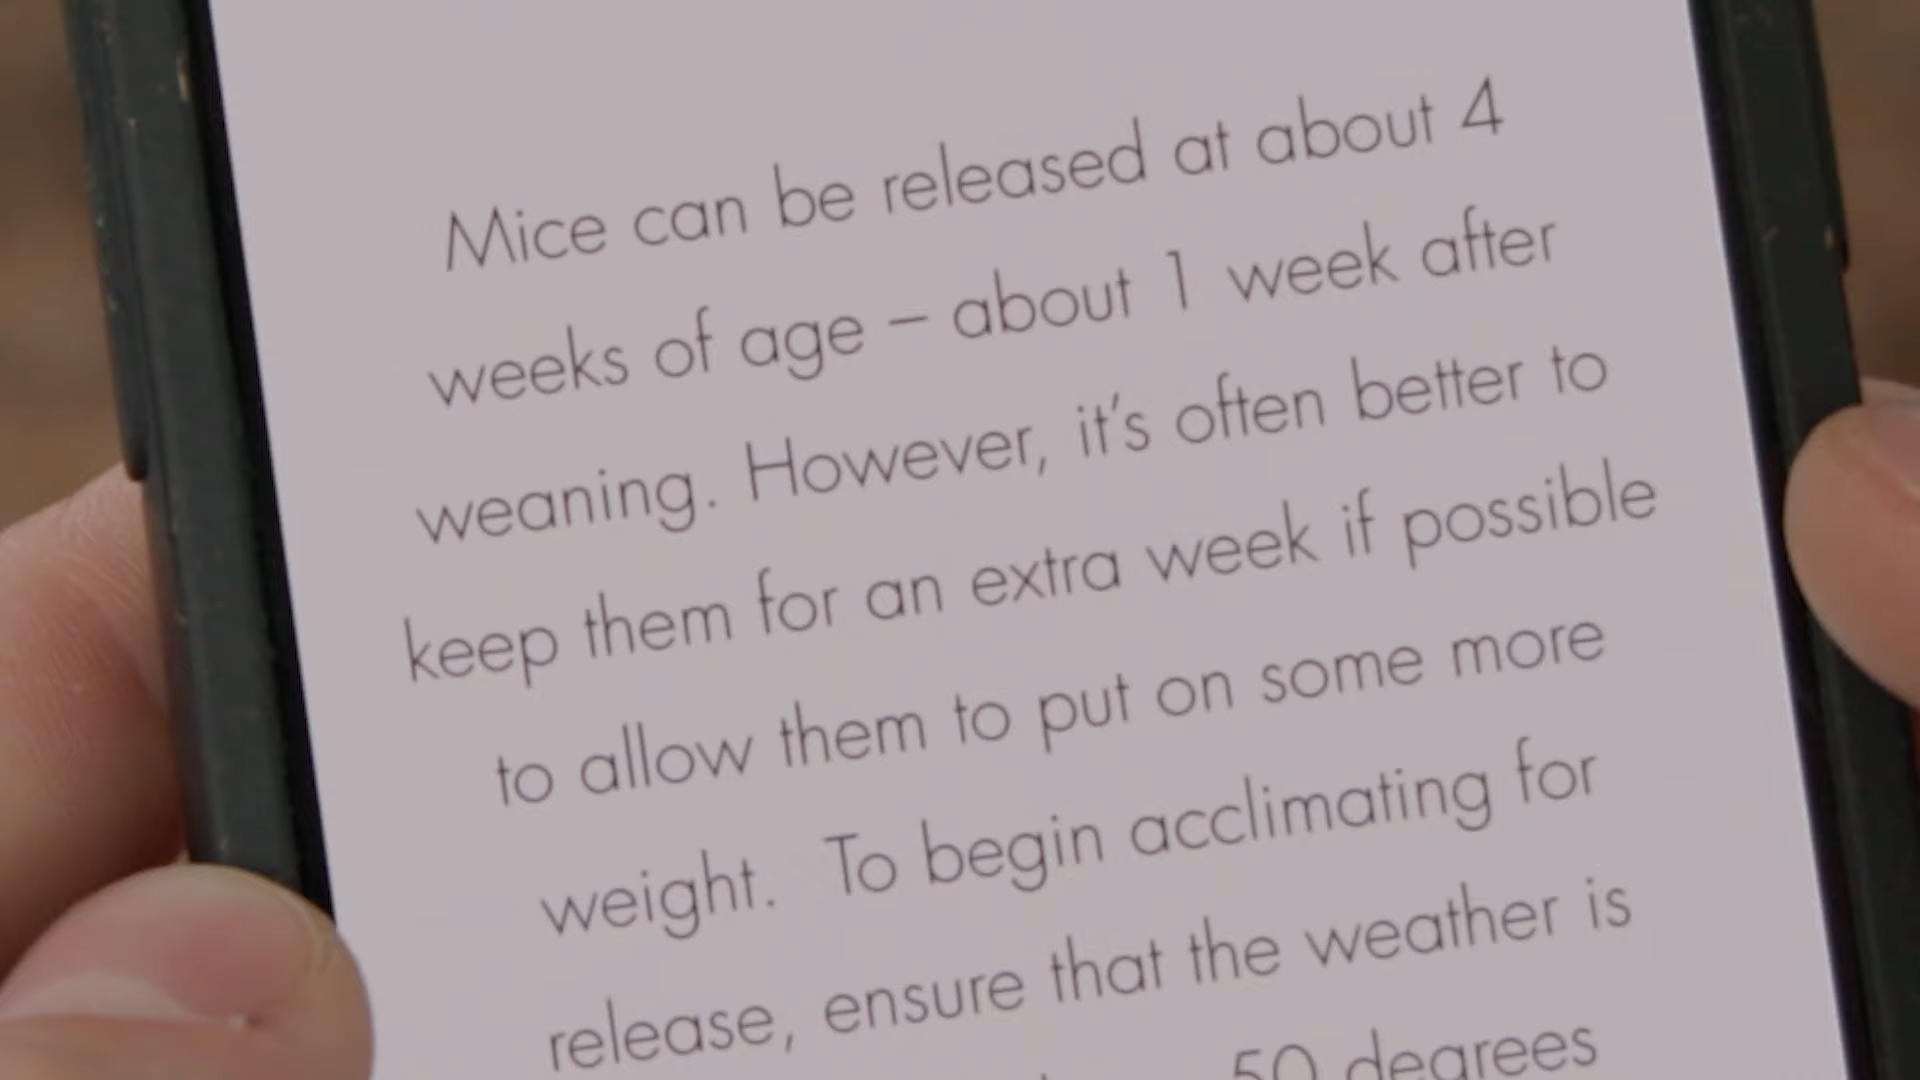 Mice can be released at about 4
weeks of age – about 1 week after
weaning. However, it's often better to
keep them for an extra week if possible
to allow them to put on some more
weight. To begin acclimating for
release, ensure that the weather is
50 degrees